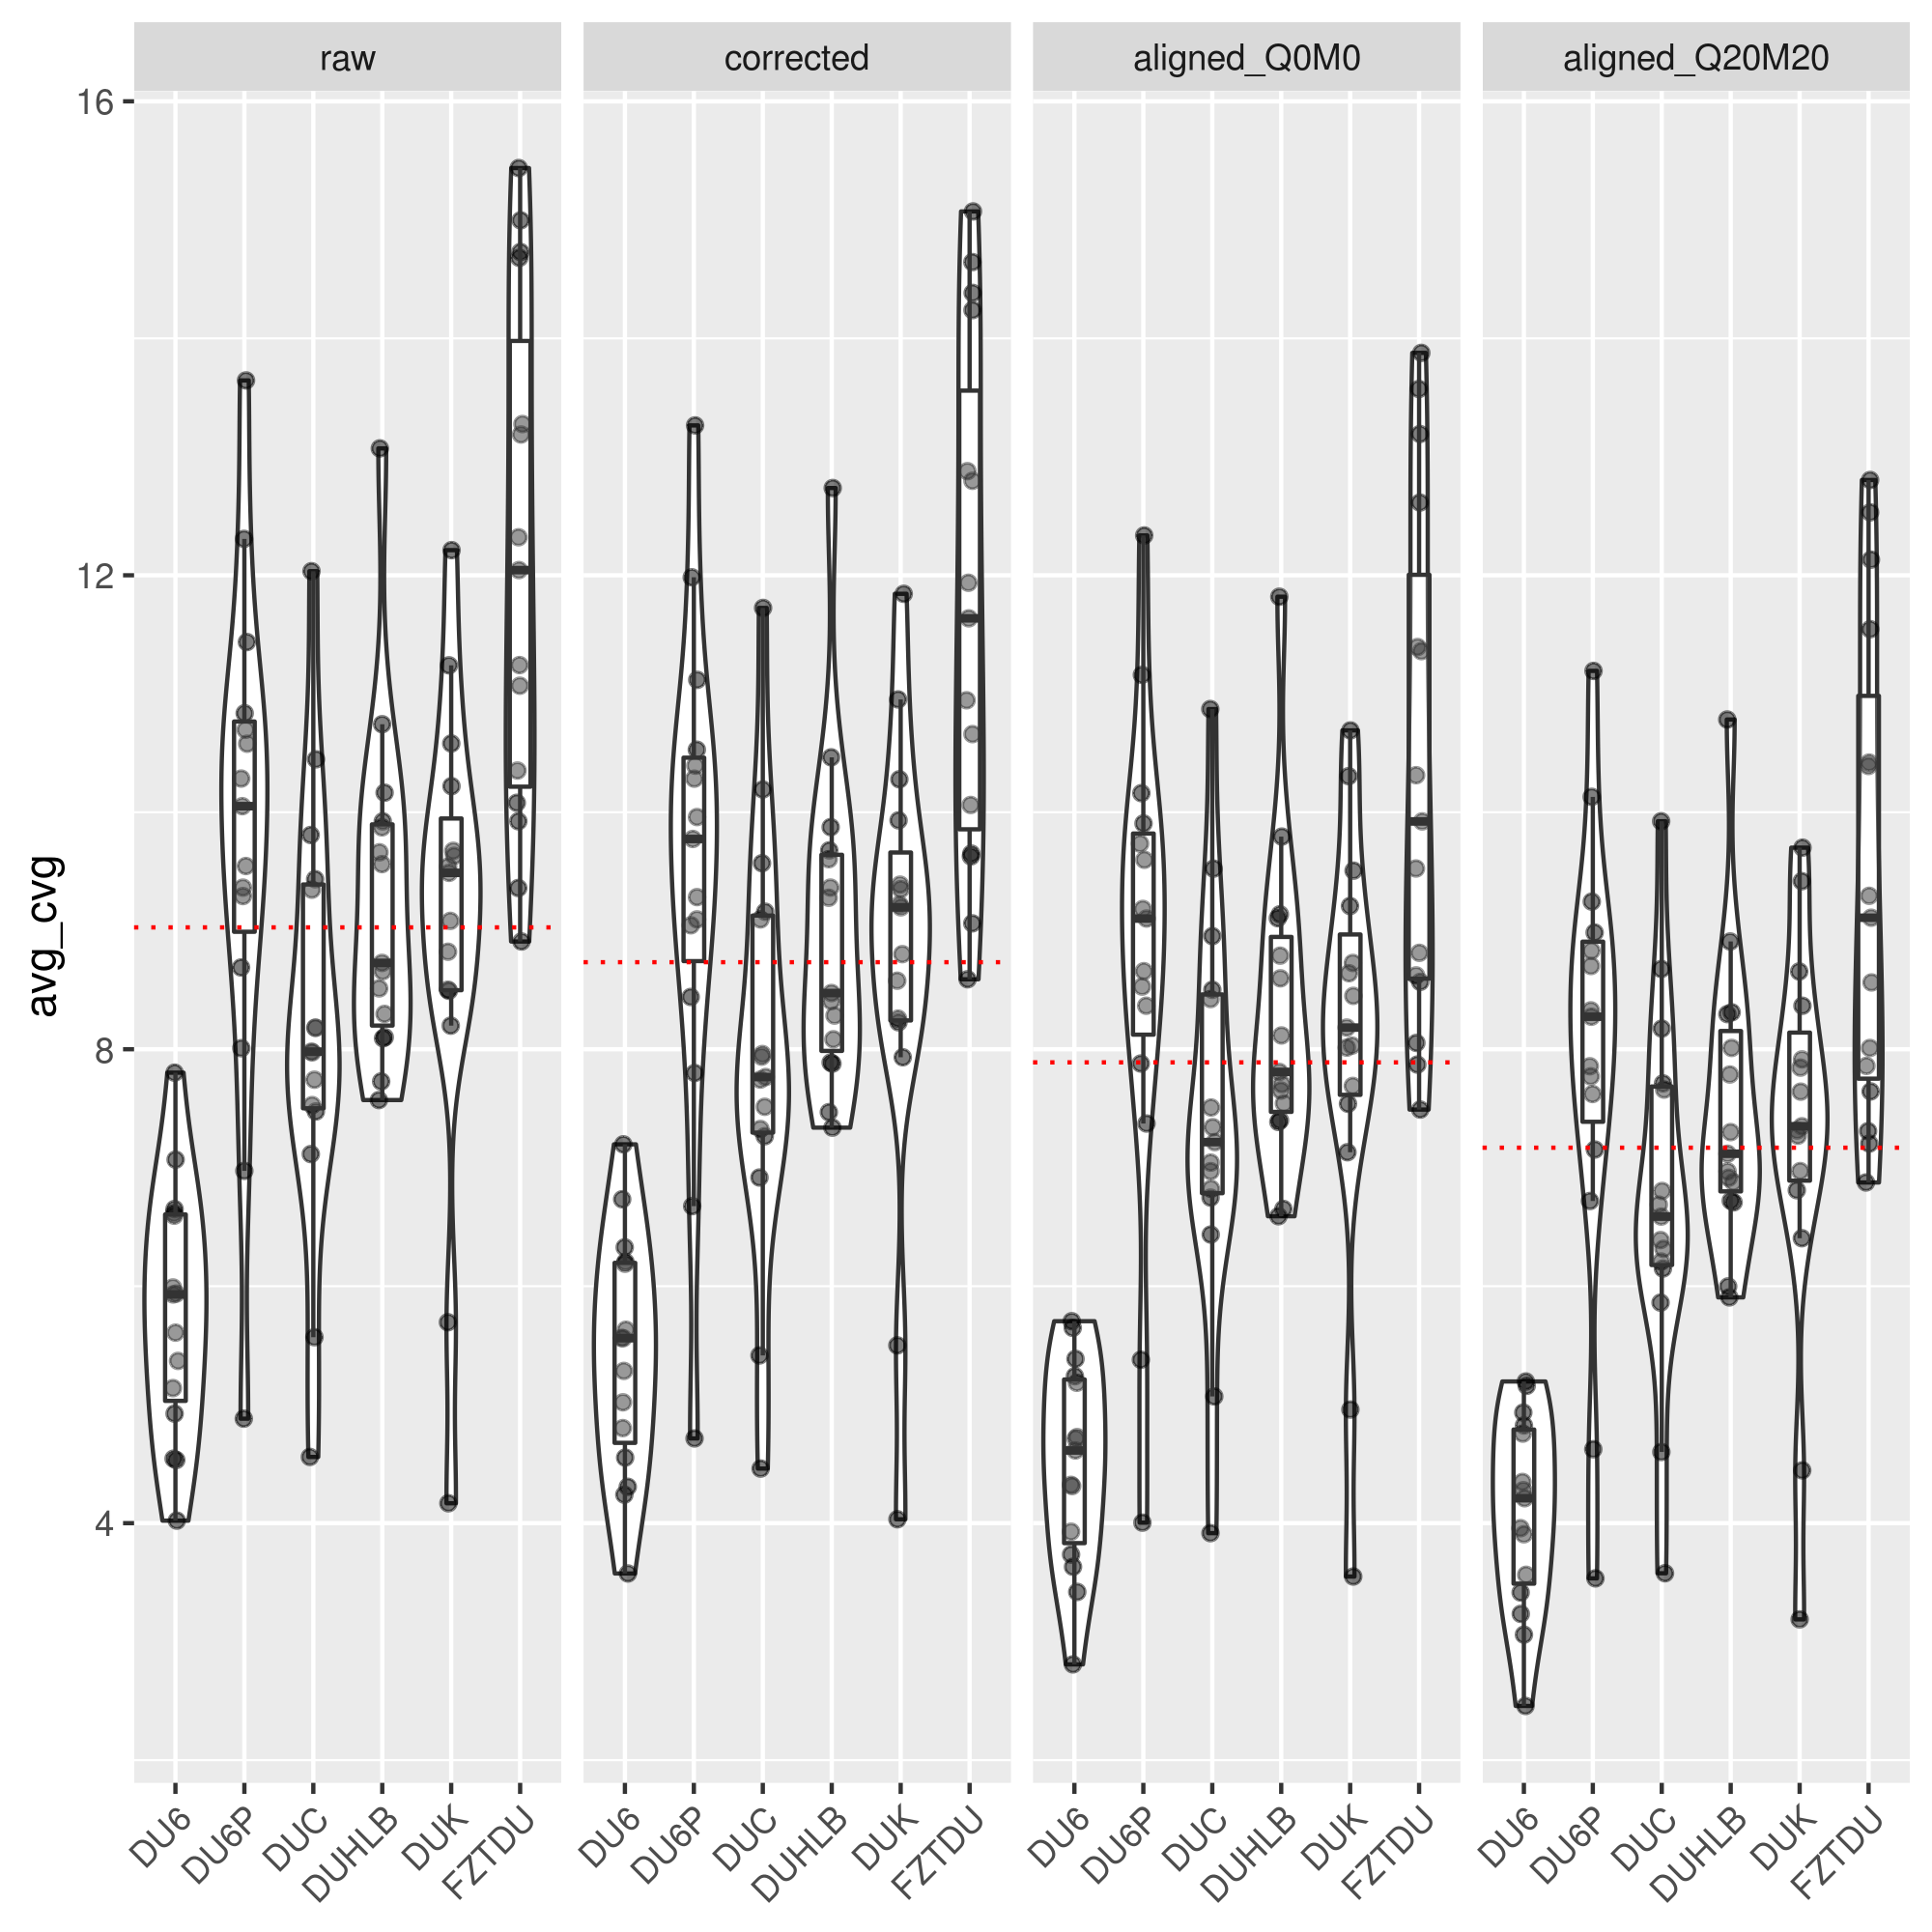 raw corrected aligned_Q0M0 aligned_Q20M20
avg_cvg
16
12
8
4
DU6 DU6P DUC DUHLB DUK FZTDU DU6 DU6P DUC DUHLB DUK FZTDU DU6 DU6P DUC DUHLB DUK FZTDU DU6 DU6P DUC DUHLB DUK FZTDU